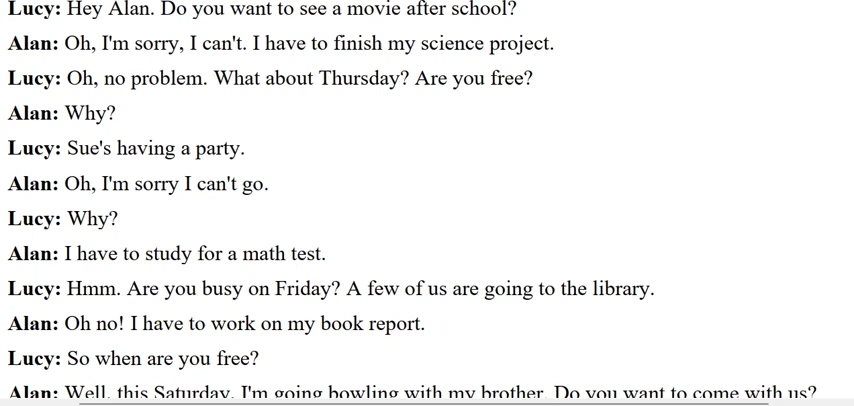 Lucy: Hey Alan. Do you want to see a movie after school?
Alan: Oh, I'm sorry, I can't. I have to finish my science project.
Lucy: Oh, no problem. What about Thursday? Are you free?
Alan: Why?
Lucy: Sue's having a party.
Alan: Oh, I'm sorry I can't go.
Lucy: Why?
Alan: I have to study for a math test.
Lucy: Hmm. Are you busy on Friday? A few of us are going to the library.
Alan: Oh no! I have to work on my book report.
Lucy: So when are you free?
Alan: Well, this Saturday, I'm going bowling with my brother. Do you want to come with us?